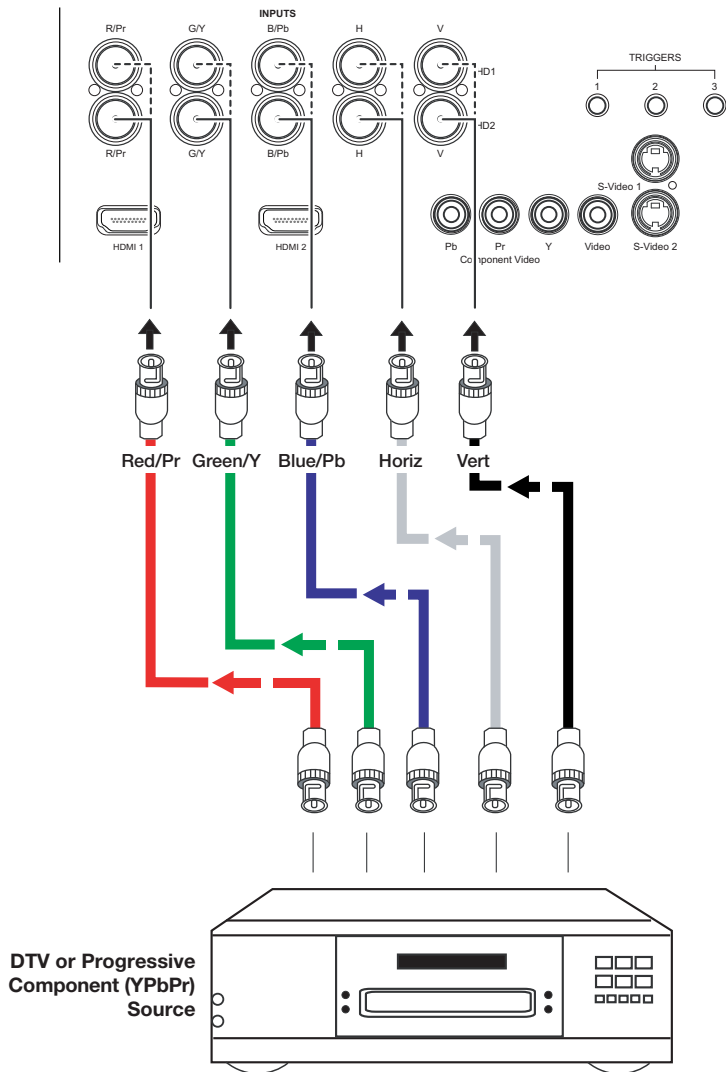 INPUTS
R/Pr G/Y B/Pb H V
HD1
HD2
R/Pr G/Y B/Pb H V
TRIGGERS
1 2 3
S-Video 1
HDMI 1 HDMI 2
Pb Pr Y Video S-Video 2
Component Video
Red/Pr Green/Y Blue/Pb Horiz Vert
DTV or Progressive
Component (YPbPr)
Source